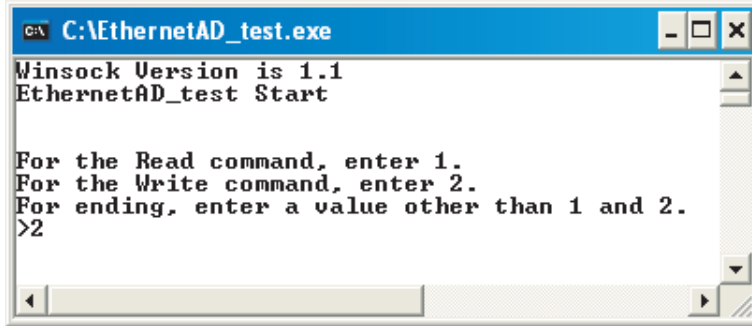 C:\EthernetAD_test.exe
Winsock Version is 1.1
EthernetAD_test Start
For the Read command, enter 1.
For the Write command, enter 2.
For ending, enter a value other than 1 and 2.
>2